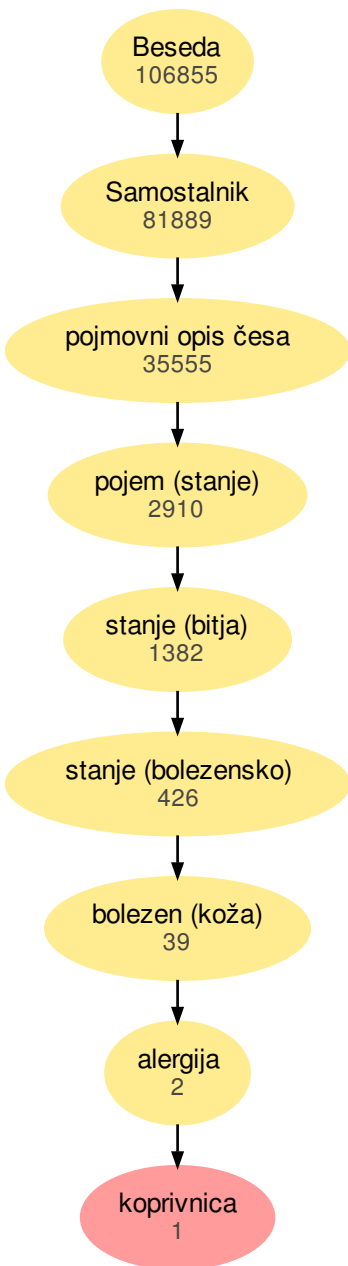 Beseda
106855
Samostalnik
81889
pojmovni opis česa
35555
pojem (stanje)
2910
stanje (bitja)
1382
stanje (bolezensko)
426
bolezen (koža)
39
alergija
2
koprivnica
1